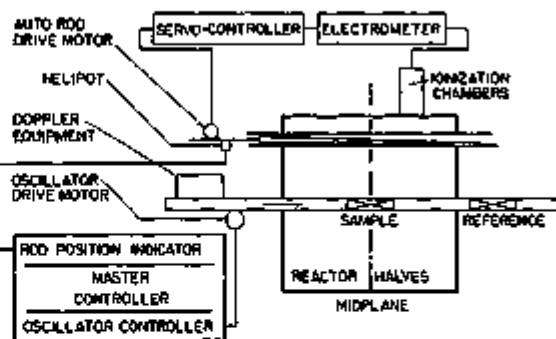 AUTO ROD
DRIVE MOTOR
SERVO-CONTROLLER
ELECTROMETER
HELIPOT
IONIZATION
CHAMBERS
DOPPLER
EQUIPMENT
OSCILLATOR
DRIVE MOTOR
SAMPLE
REFERENCE
ROD POSITION INDICATOR
MASTER
CONTROLLER
OSCILLATOR CONTROLLER
REACTOR HALVES
MIDPLANE